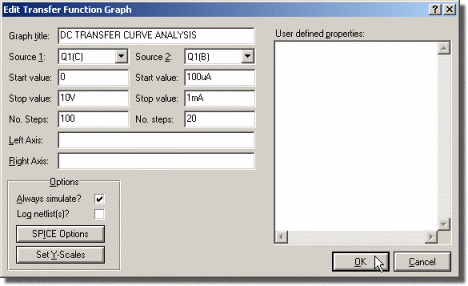 Edit Transfer Function Graph
Graph title: DC TRANSFER CURVE ANALYSIS
Source 1: Q1(C) Source 2: Q1(B)
Start value: 0 Start value: 100uA
Stop value: 10V Stop value: 1mA
No. Steps: 100 No. steps: 20
Left Axis:
Right Axis:
Options
Always simulate?
Log netlist(s)?
SPICE Options
Set Y-Scales
User defined properties:
OK Cancel